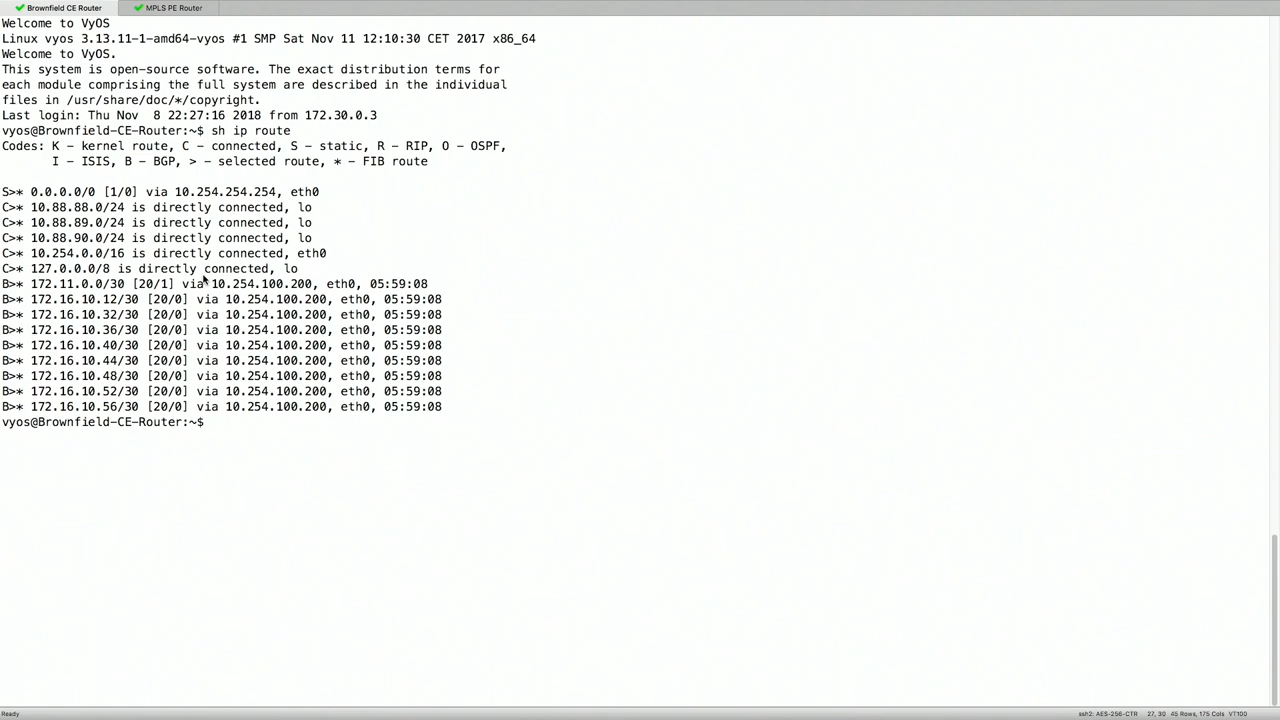 Brownfield CE Router MPLS PE Router
Welcome to VyOS
Linux vyos 3.13.11-1-amd64-vyos #1 SMP Sat Nov 11 12:10:30 CET 2017 x86_64
Welcome to VyOS.
This system is open-source software. The exact distribution terms for
each module comprising the full system are described in the individual
files in /usr/share/doc/*/copyright.
Last login: Thu Nov  8 22:27:16 2018 from 172.30.0.3
vyos@Brownfield-CE-Router:~$ sh ip route
Codes: K - kernel route, C - connected, S - static, R - RIP, O - OSPF,
       I - ISIS, B - BGP, > - selected route, * - FIB route
S>* 0.0.0.0/0 [1/0] via 10.254.254.254, eth0
C>* 10.88.88.0/24 is directly connected, lo
C>* 10.88.89.0/24 is directly connected, lo
C>* 10.88.90.0/24 is directly connected, lo
C>* 10.254.0.0/16 is directly connected, eth0
C>* 127.0.0.0/8 is directly connected, lo
B>* 172.11.0.0/30 [20/1] via 10.254.100.200, eth0, 05:59:08
B>* 172.16.10.12/30 [20/0] via 10.254.100.200, eth0, 05:59:08
B>* 172.16.10.32/30 [20/0] via 10.254.100.200, eth0, 05:59:08
B>* 172.16.10.36/30 [20/0] via 10.254.100.200, eth0, 05:59:08
B>* 172.16.10.40/30 [20/0] via 10.254.100.200, eth0, 05:59:08
B>* 172.16.10.44/30 [20/0] via 10.254.100.200, eth0, 05:59:08
B>* 172.16.10.48/30 [20/0] via 10.254.100.200, eth0, 05:59:08
B>* 172.16.10.52/30 [20/0] via 10.254.100.200, eth0, 05:59:08
B>* 172.16.10.56/30 [20/0] via 10.254.100.200, eth0, 05:59:08
vyos@Brownfield-CE-Router:~$
Ready ssh2: AES-256-CTR 27, 30 45 Rows, 175 Cols VT100